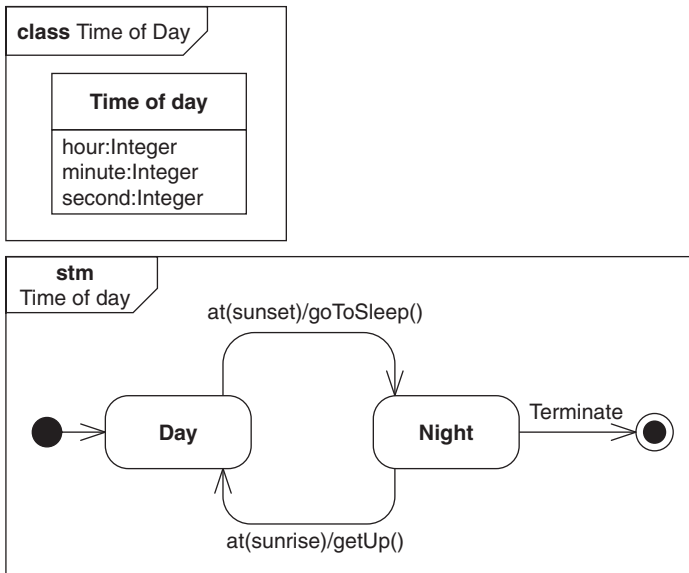 class Time of Day
Time of day
hour:Integer
minute:Integer
second:Integer
stm
Time of day
at(sunset)/goToSleep()
Day
Night
Terminate
at(sunrise)/getUp()